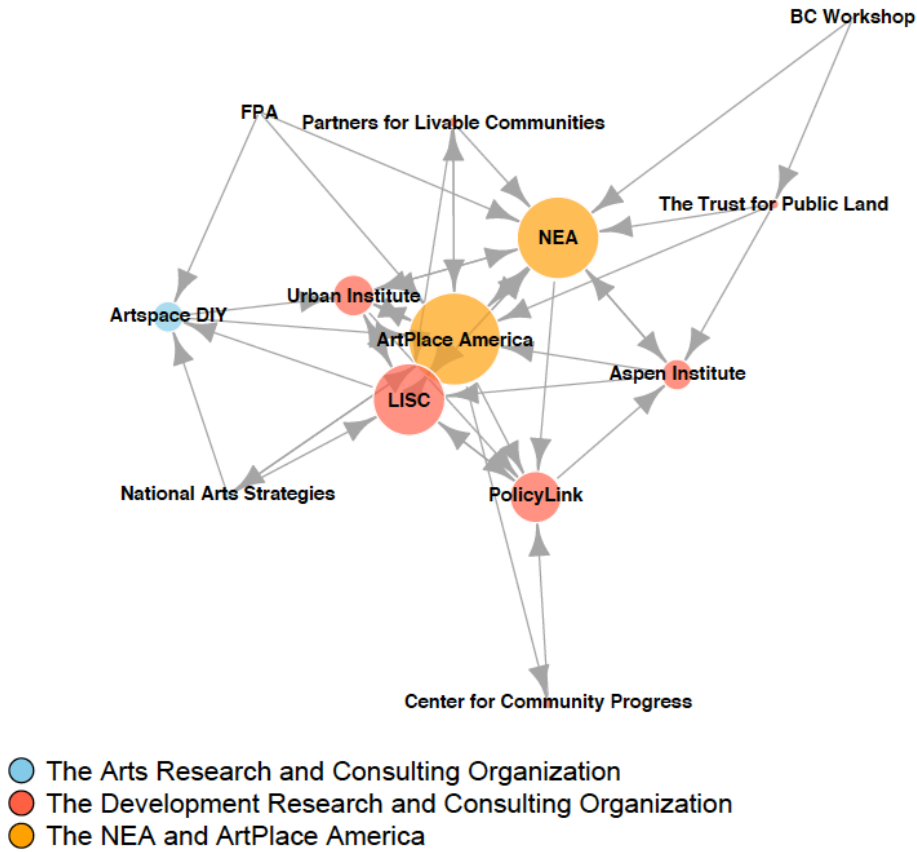 BC Workshop
FPA
Partners for Livable Communities
The Trust for Public Land
NEA
Urban Institute
Artspace DIY
ArtPlace America
Aspen Institute
LISC
National Arts Strategies
PolicyLink
Center for Community Progress
The Arts Research and Consulting Organization
The Development Research and Consulting Organization
The NEA and ArtPlace America